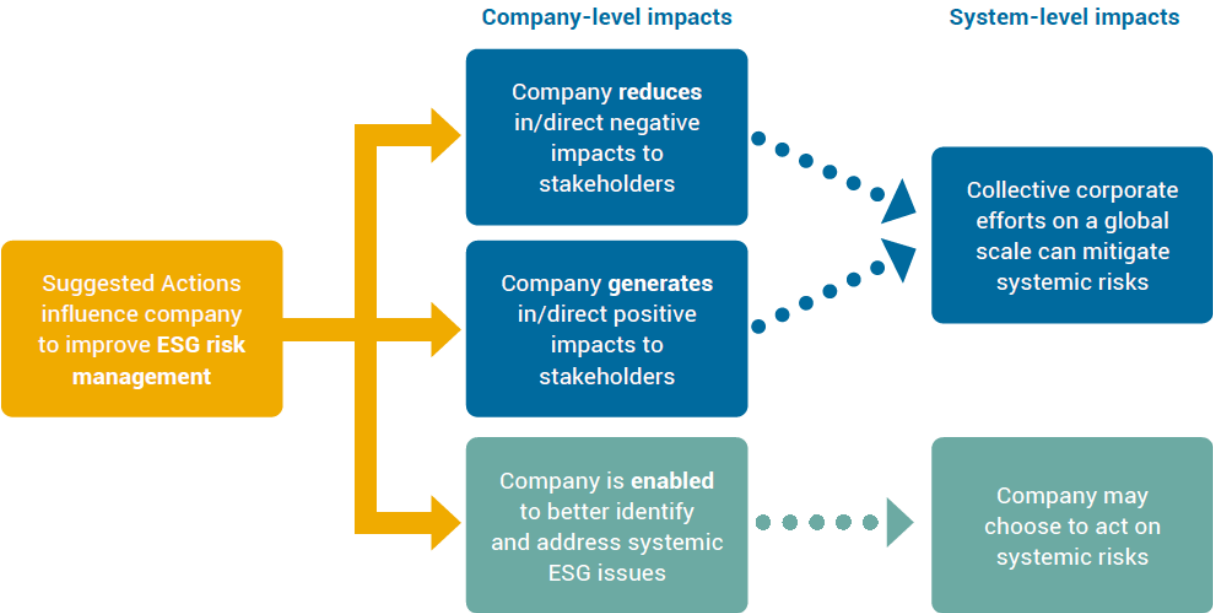 Company-level impacts
System-level impacts
Company reduces
in/direct negative
impacts to
stakeholders
Collective corporate
efforts on a global
scale can mitigate
systemic risks
Suggested Actions
influence company
to improve ESG risk
management
Company generates
in/direct positive
impacts to
stakeholders
Company is enabled
to better identify
and address systemic
ESG issues
Company may
choose to act on
systemic risks